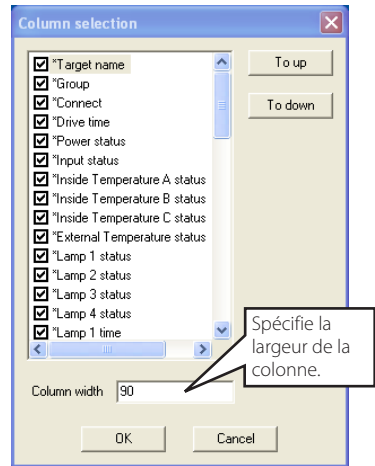 Column selection
*Target name
*Group
*Connect
*Drive time
*Power status
*Input status
*Inside Temperature A status
*Inside Temperature B status
*Inside Temperature C status
*External Temperature status
*Lamp 1 status
*Lamp 2 status
*Lamp 3 status
*Lamp 4 status
*Lamp 1 time
To up
To down
Spécifie la
largeur de la
colonne.
Column width 90
OK Cancel